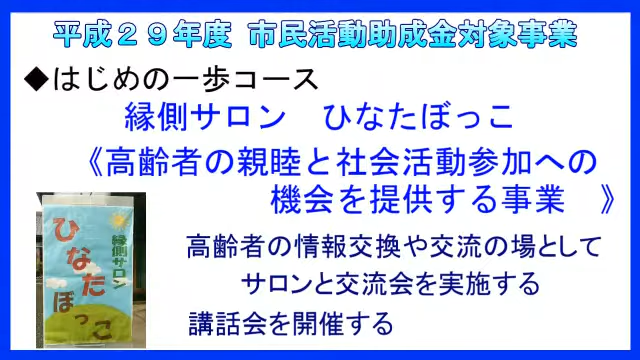 平成２９年度 市民活動助成金対象事業
◆はじめの一歩コース
縁側サロン　ひなたぼっこ
《高齢者の親睦と社会活動参加への
機会を提供する事業　》
高齢者の情報交換や交流の場として
サロンと交流会を実施する
講話会を開催する
縁側サロン
ひなたぼっこ